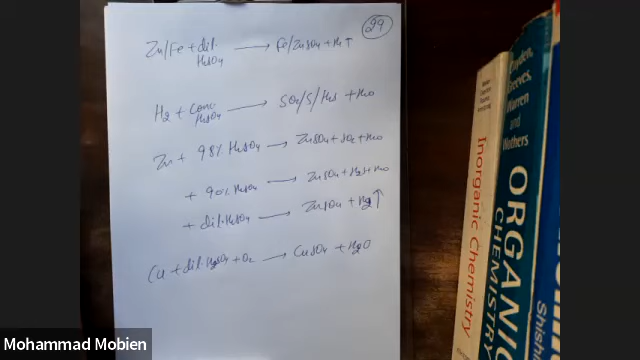 29
Zn/Fe + dil. H₂SO₄ → Fe/ZnSO₄ + H₂ ↑
H₂ + Conc H₂SO₄ → SO₂/S/H₂S + H₂O
Zn + 98% H₂SO₄ → ZnSO₄ + SO₂ + H₂O
+ 90% H₂SO₄ → ZnSO₄ + H₂S + H₂O
+ dil. H₂SO₄ → ZnSO₄ + H₂ ↑
Cu + dil. H₂SO₄ + O₂ → CuSO₄ + H₂O
Inorganic Chemistry
Clayden, Greeves,
Warren and
Wothers
ORGANIC
CHEMISTRY
Mohammad Mobien